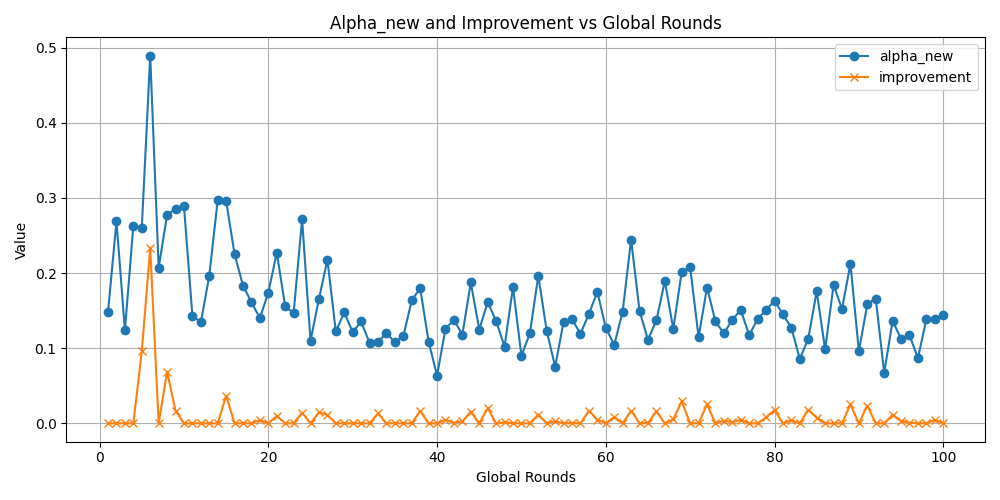 Alpha_new and Improvement vs Global Rounds
alpha_new
improvement
0.5
0.4
0.3
0.2
0.1
0.0
Value
0 20 40 60 80 100
Global Rounds